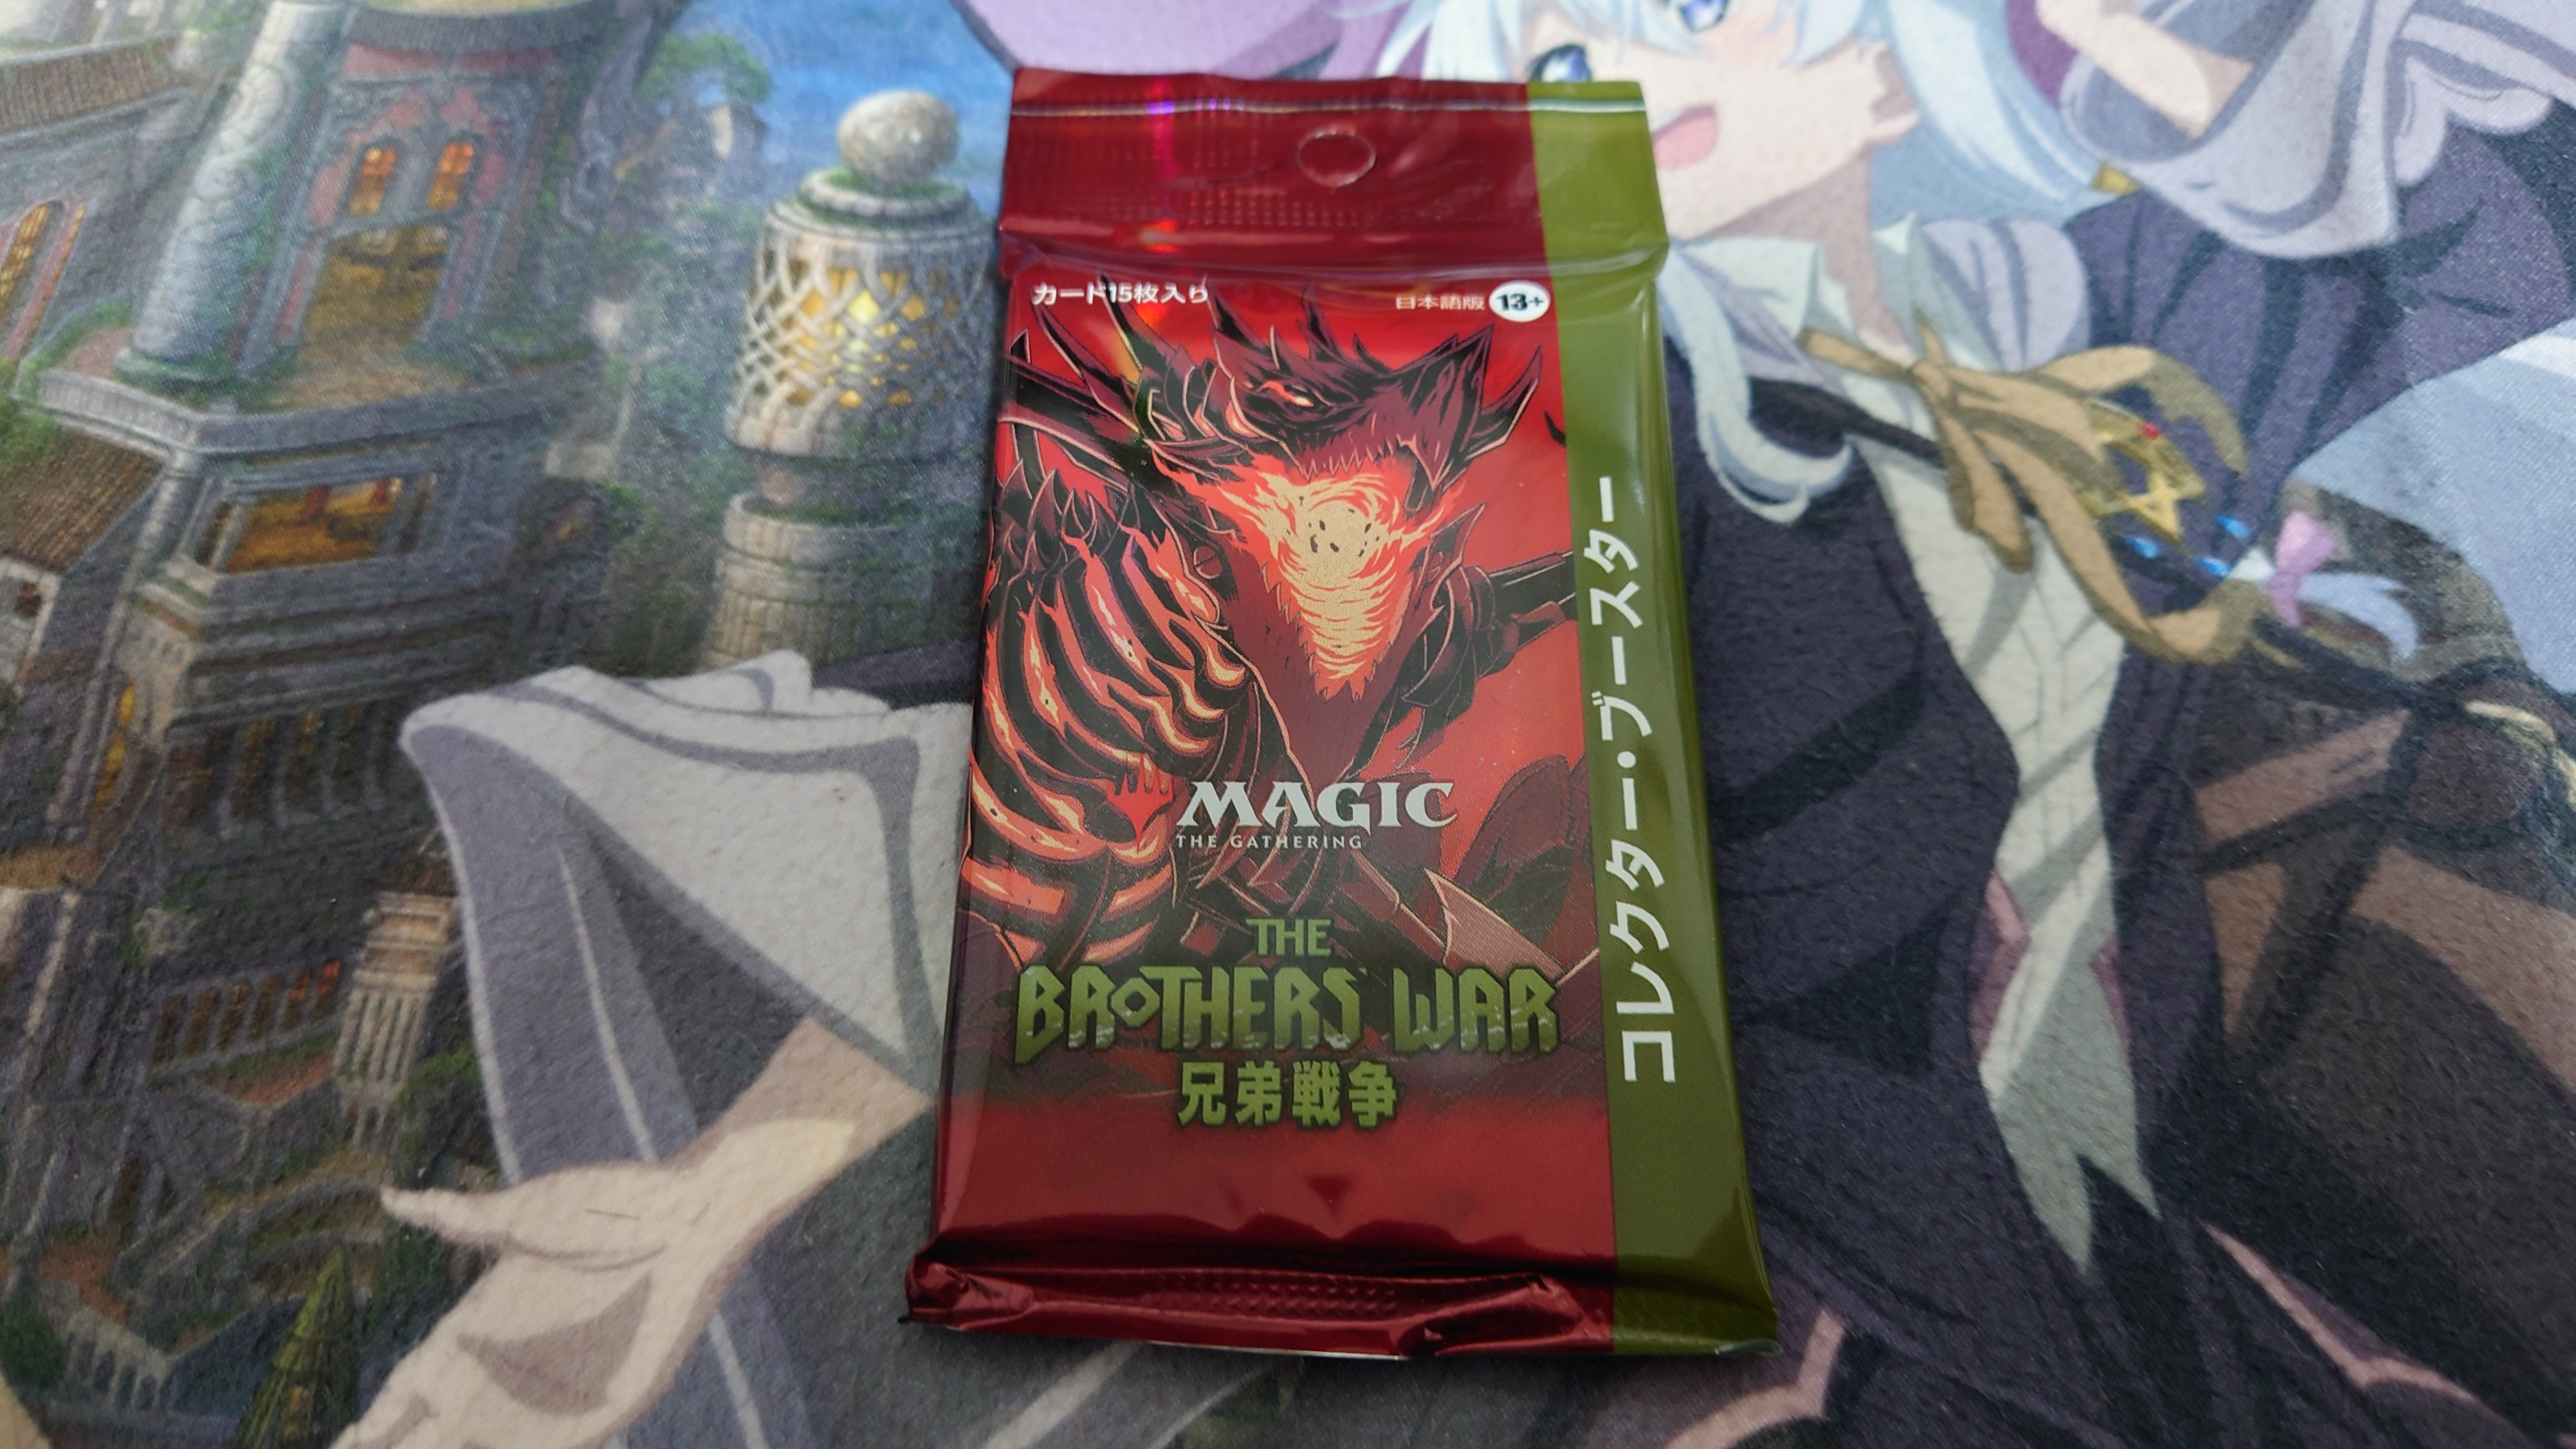 カード15枚入り
日本語版 13+
MAGIC
THE GATHERING
THE
BROTHERS' WAR
兄弟戦争
コレクター・ブースター